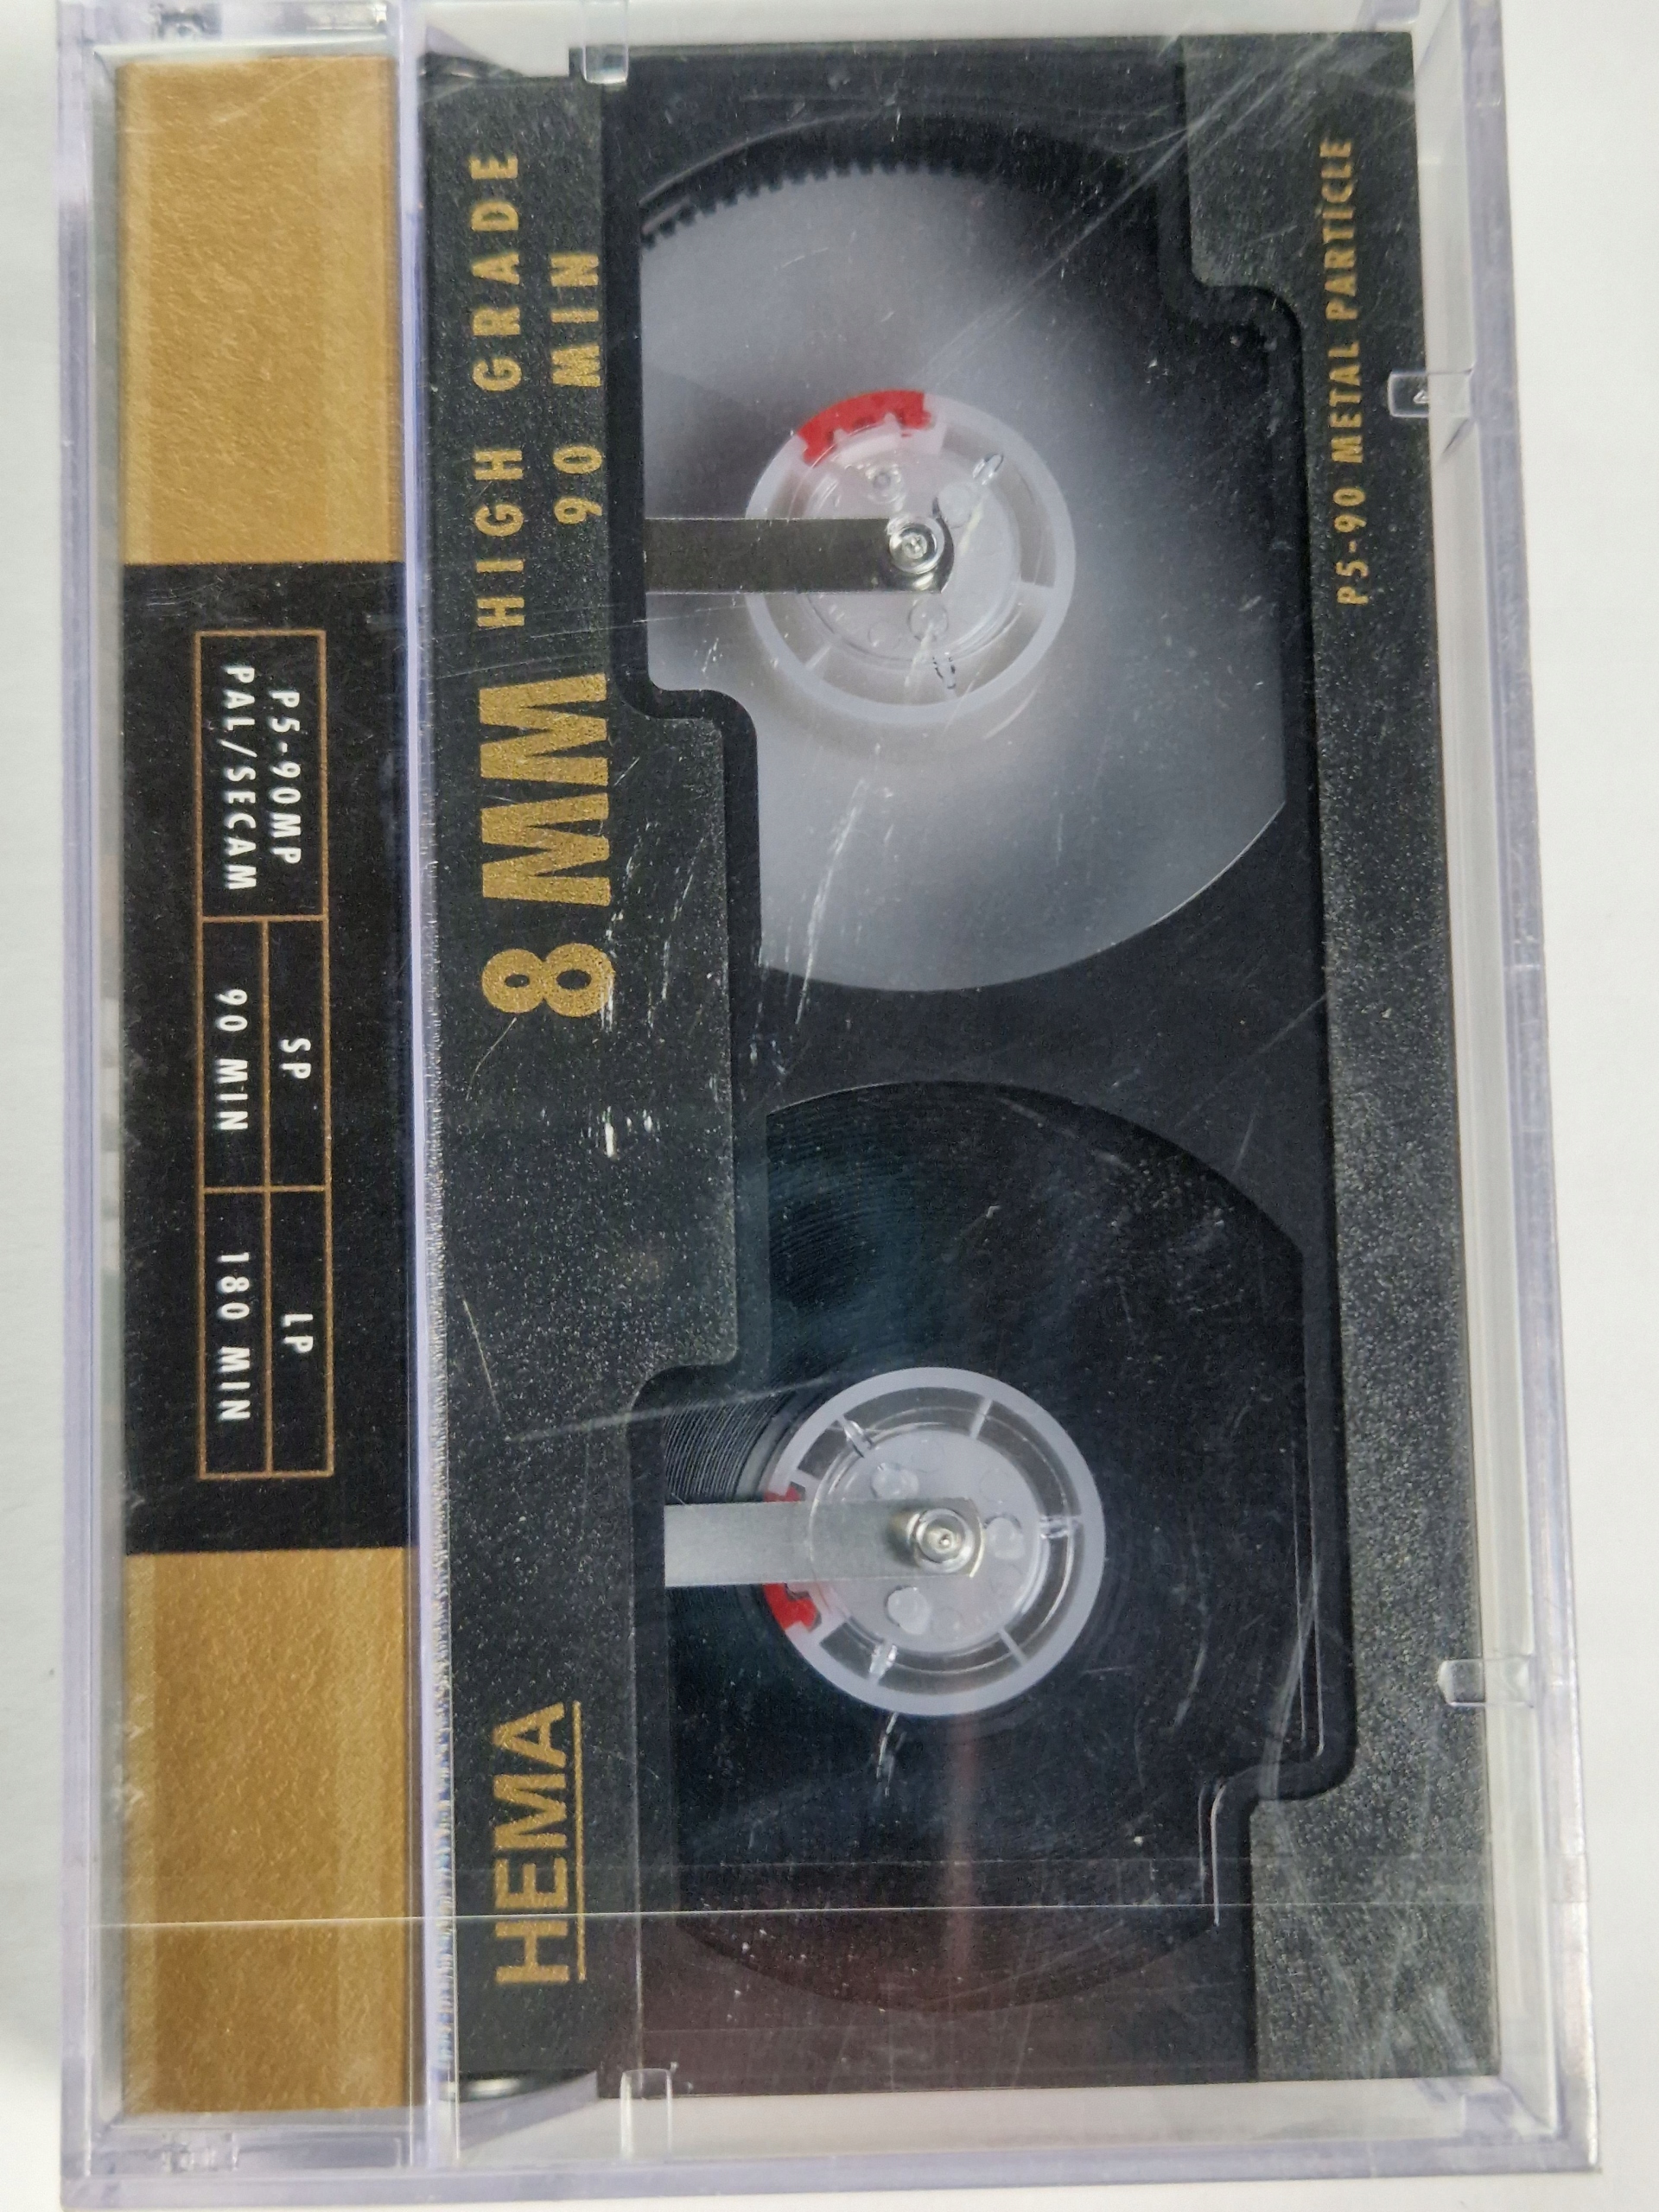 HEMA
8 MM HIGH GRADE
90 MIN
P5-90 METAL PARTICLE
P5-90MP
PAL/SECAM
SP
LP
90 MIN
180 MIN